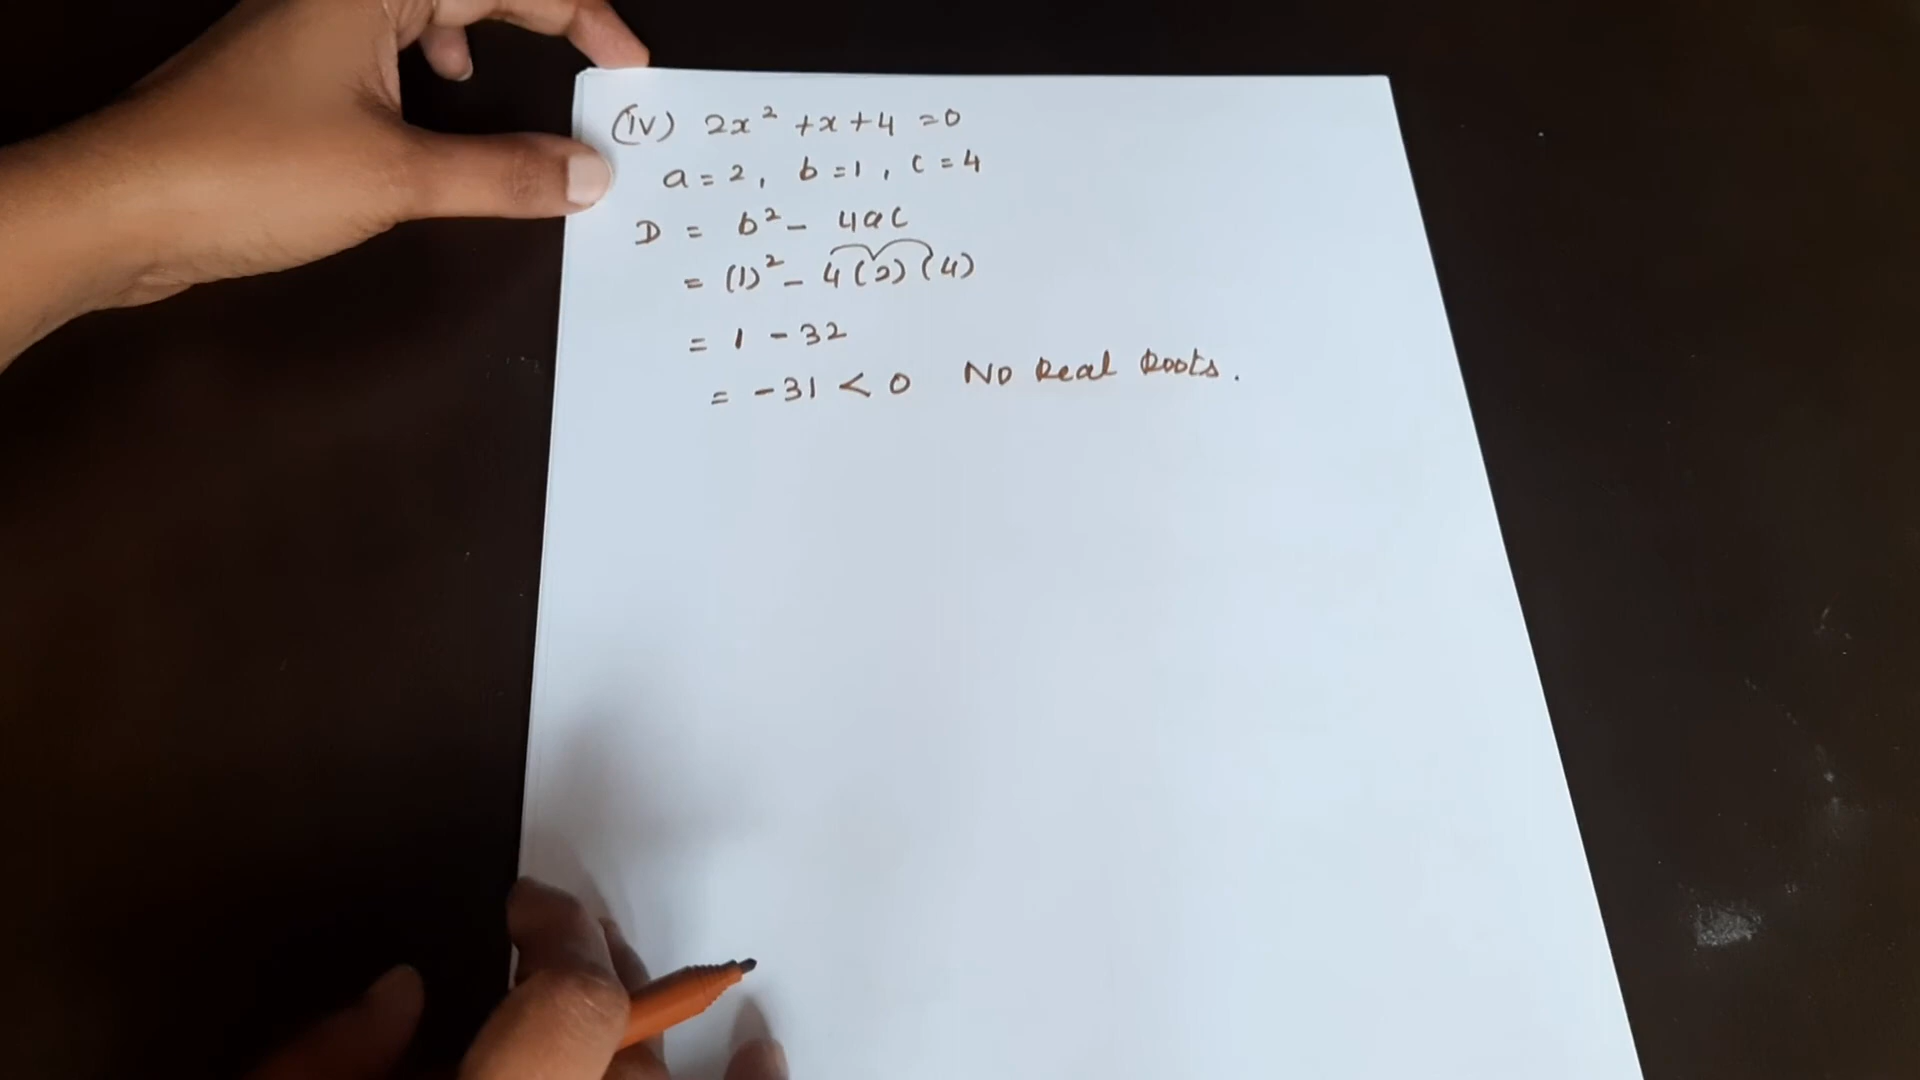 (iv) 2x² + x + 4 = 0
a = 2, b = 1, c = 4
D = b² - 4ac
= (1)² - 4(2)(4)
= 1 - 32
= -31 < 0 No Real Roots.